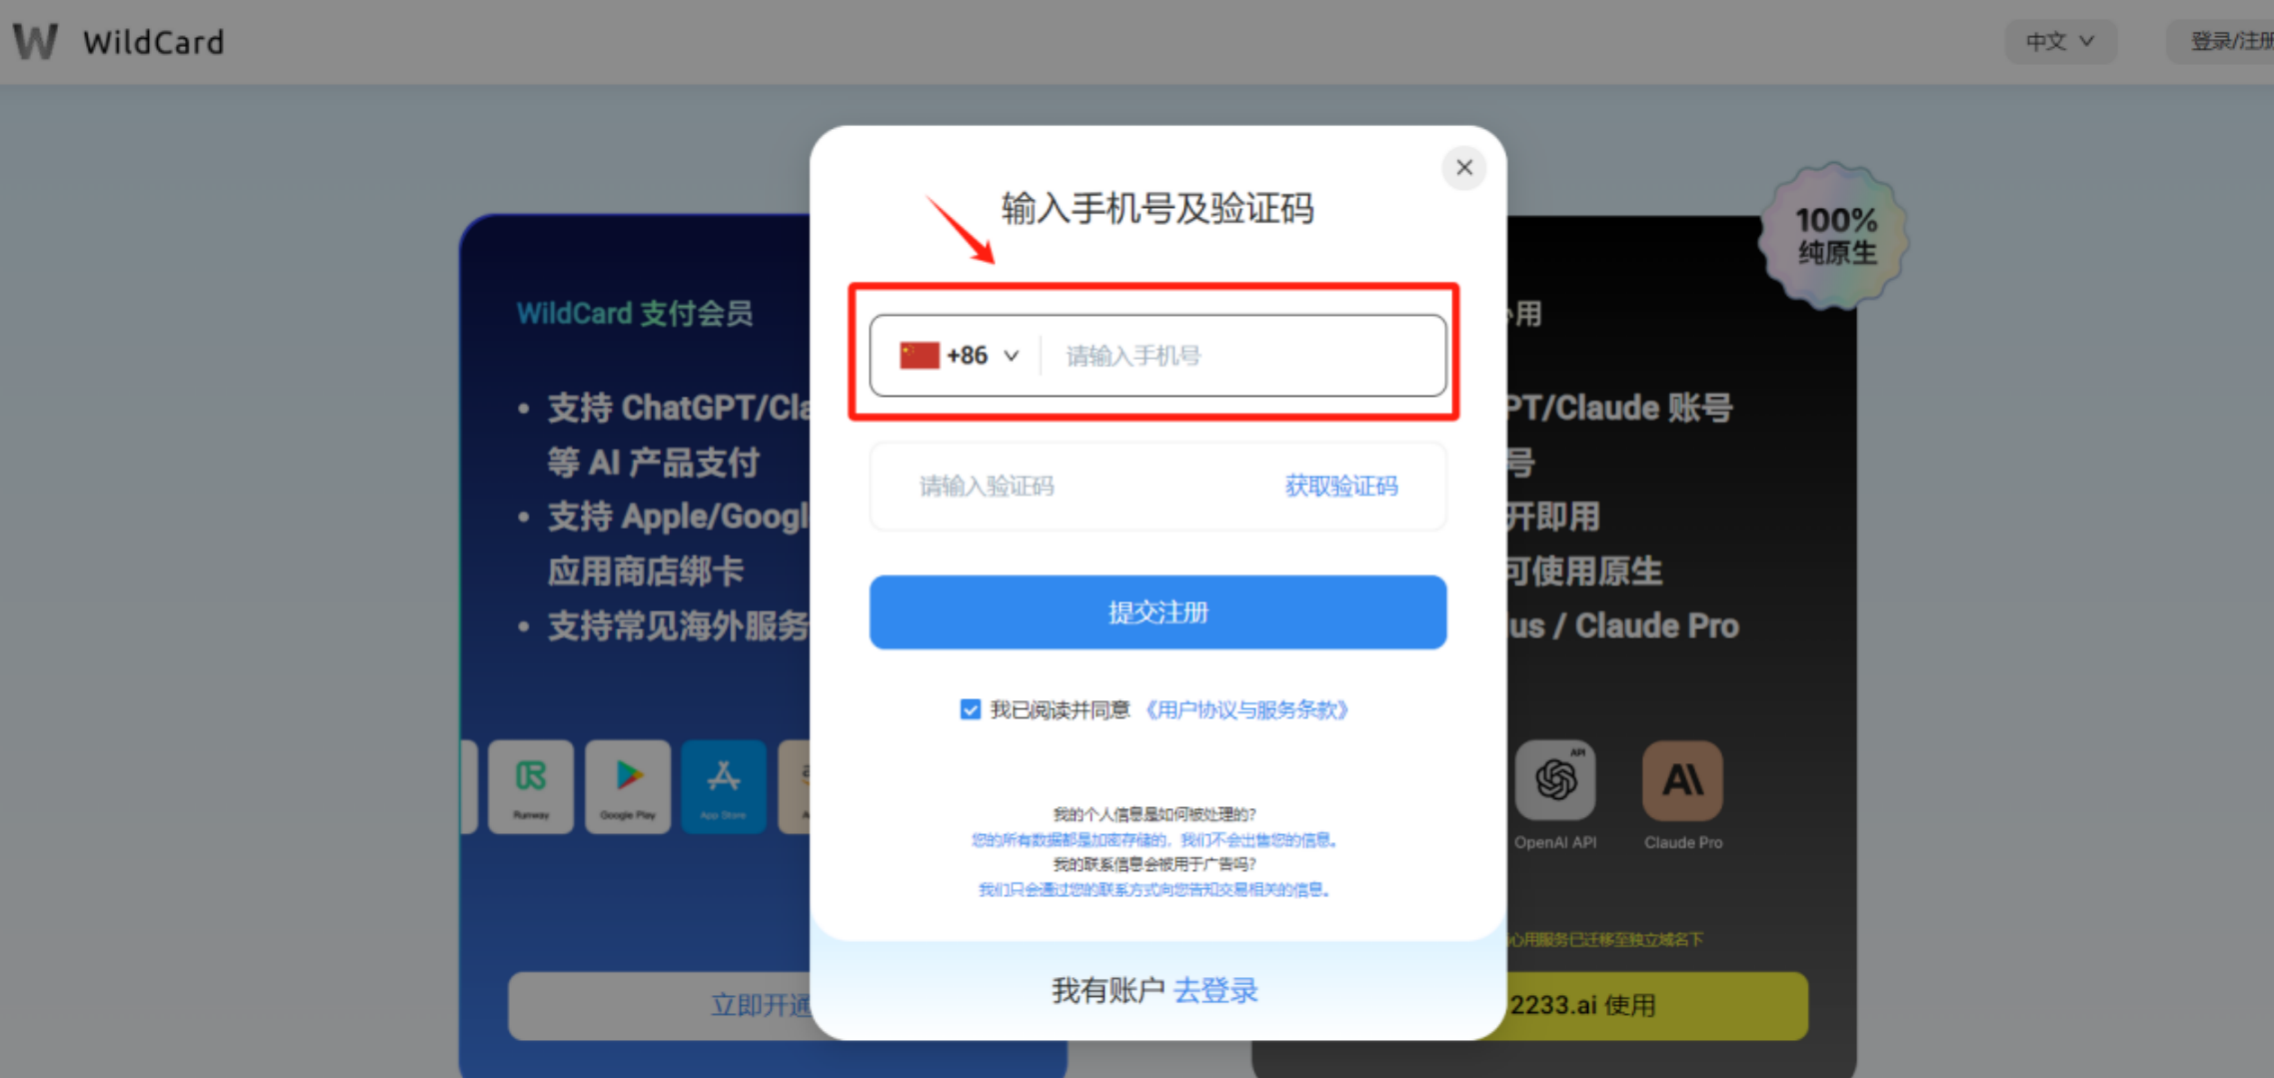 WildCard
中文
登录/注册
输入手机号及验证码
+86
请输入手机号
请输入验证码
获取验证码
提交注册
我已阅读并同意《用户协议与服务条款》
我的个人信息是如何被处理的?
您的所有数据都是加密存储的，我们不会出售您的信息。
我的联系信息会被用于广告吗?
我们只会通过您的联系方式向您告知交易相关的信息。
我有账户 去登录
WildCard 支付会员
支持 ChatGPT/Cla
等 AI 产品支付
支持 Apple/Googl
应用商店绑卡
支持常见海外服务
Runway
Google Play
App Store
立即开通
100%
纯原生
用
PT/Claude 账号
号
开即用
可使用原生
lus / Claude Pro
API
OpenAI API
Claude Pro
心用服务已迁移至独立域名下
2233.ai 使用